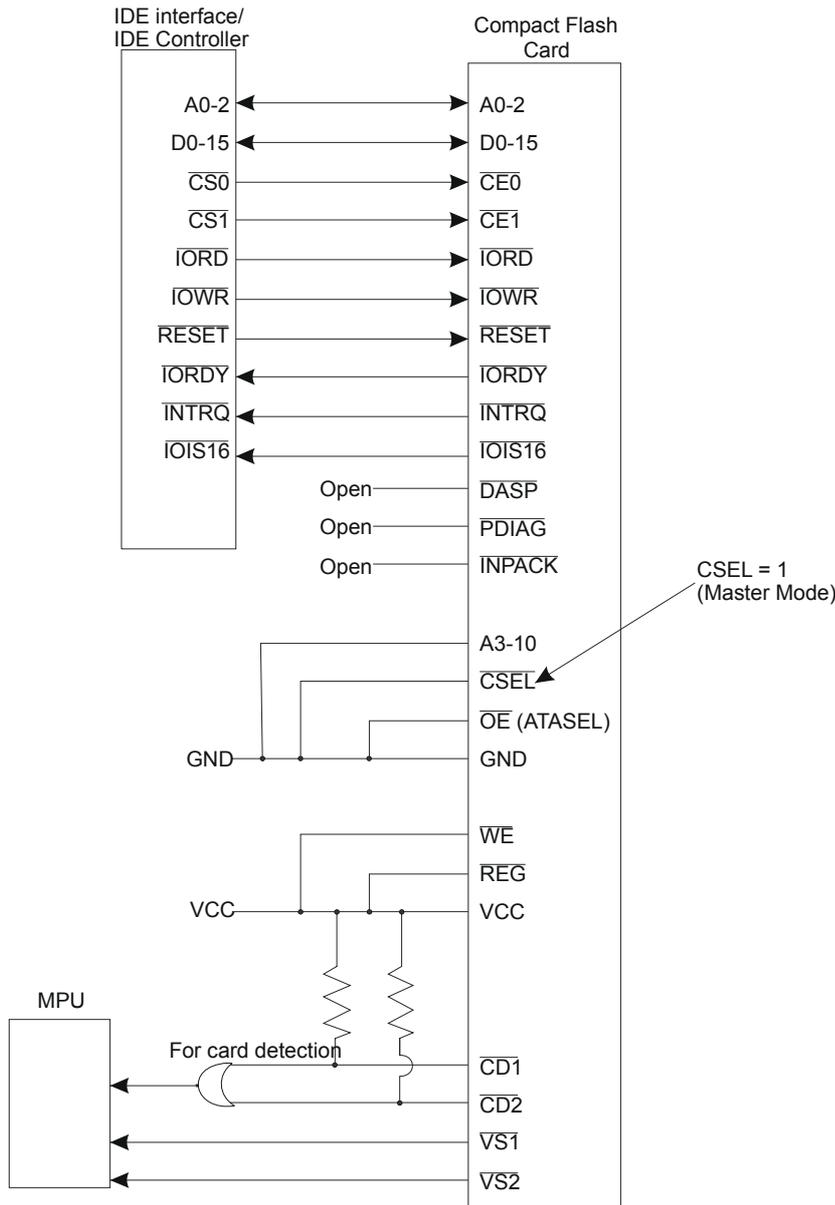 IDE interface/
IDE Controller
Compact Flash
Card
A0-2 A0-2
D0-15 D0-15
CS0 CE0
CS1 CE1
IORD IORD
IOWR IOWR
RESET RESET
IORDY IORDY
INTRQ INTRQ
IOIS16 IOIS16
Open DASP
Open PDIAG
Open INPACK
CSEL = 1
(Master Mode)
A3-10
CSEL
OE (ATASEL)
GND GND
WE
REG
VCC VCC
MPU
For card detection
CD1
CD2
VS1
VS2